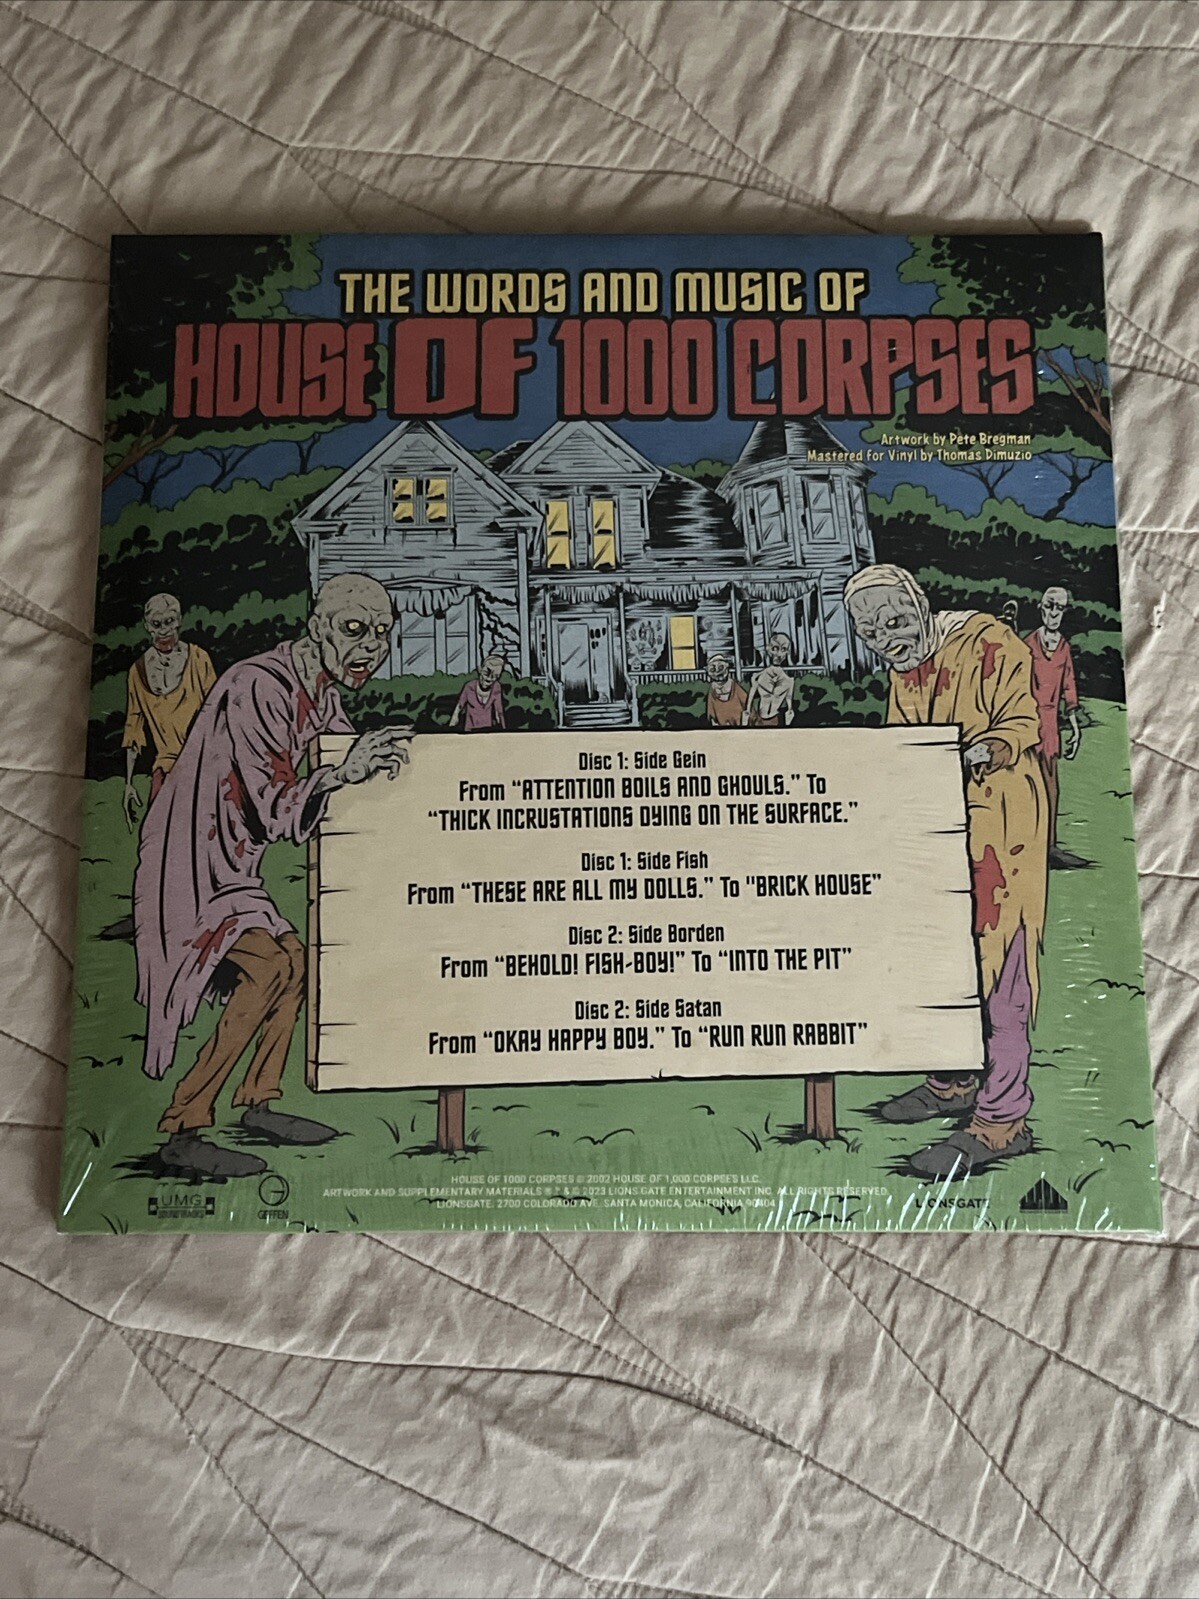 THE WORDS AND MUSIC OF
HOUSE OF 1000 CORPSES
Artwork by Pete Bregman
Mastered for Vinyl by Thomas Dimuzio
Disc 1: Side Gein
From “ATTENTION BOILS AND GHOULS.” To
“THICK INCRUSTATIONS DYING ON THE SURFACE.”
Disc 1: Side Fish
From “THESE ARE ALL MY DOLLS.” To "BRICK HOUSE”
Disc 2: Side Borden
From “BEHOLD! FISH-BOY!” To “INTO THE PIT”
Disc 2: Side Satan
From “OKAY HAPPY BOY.” To “RUN RUN RABBIT”
HOUSE OF 1000 CORPSES © 2002 HOUSE OF 1,000 CORPSES LLC.
ARTWORK AND SUPPLEMENTARY MATERIALS ® & © 2023 LIONS GATE ENTERTAINMENT INC. ALL RIGHTS RESERVED.
LIONSGATE: 2700 COLORADO AVE. SANTA MONICA, CALIFORNIA 90404
UMG
GEFFEN
LIONSGATE